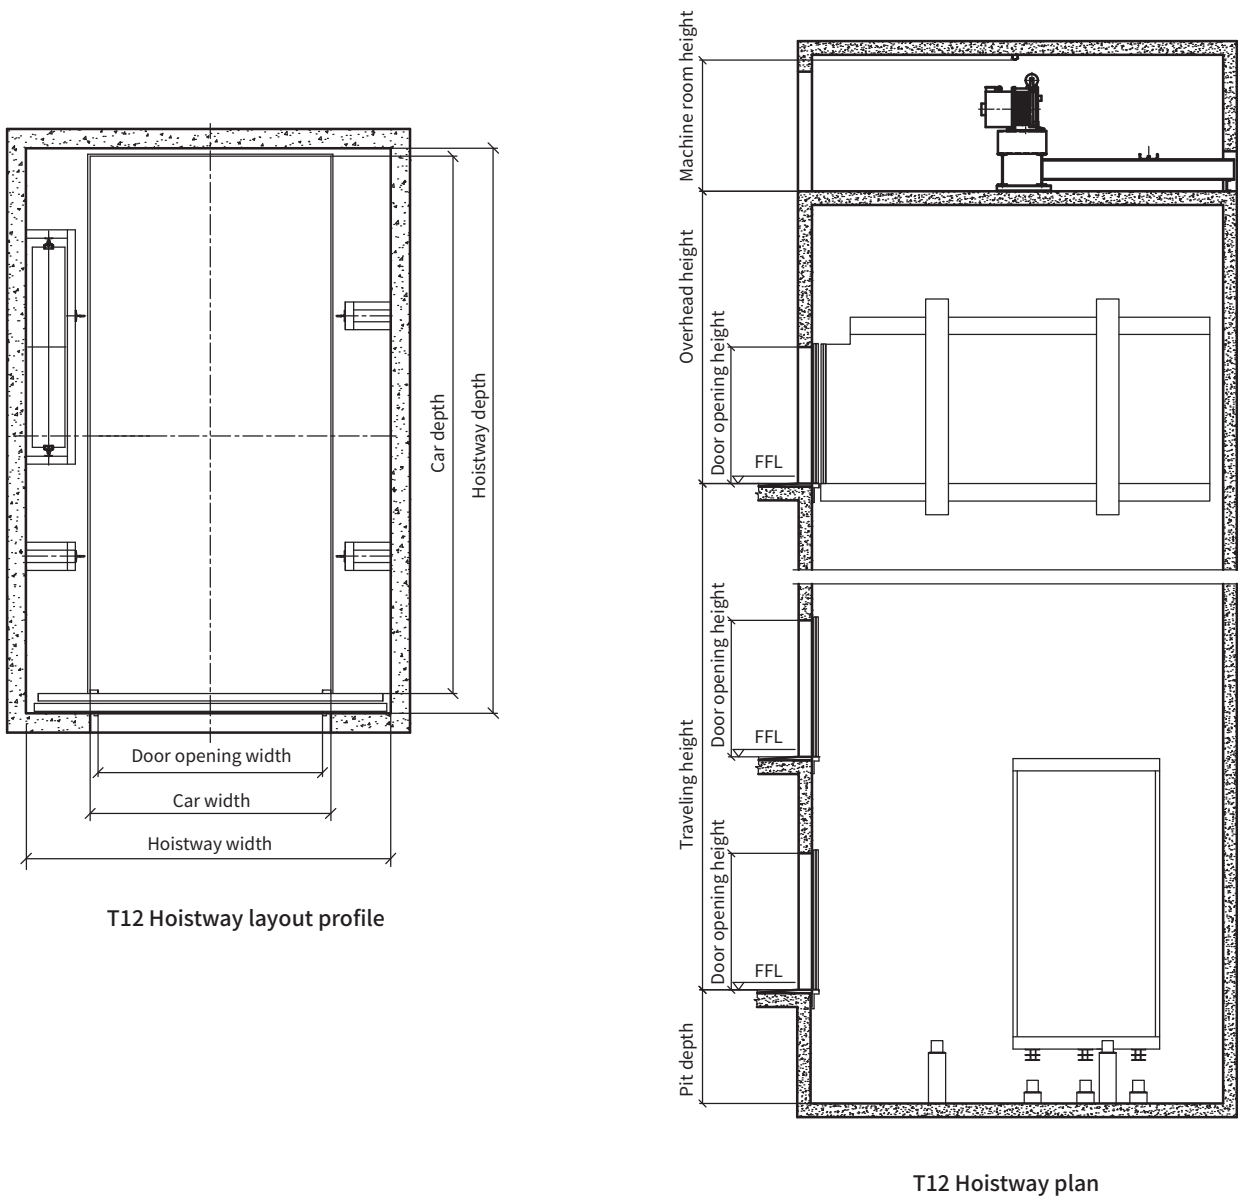 Car depth
Hoistway depth
Door opening width
Car width
Hoistway width
T12 Hoistway layout profile
Machine room height
Overhead height
Door opening height
FFL
Traveling height
Door opening height
FFL
Door opening height
FFL
Pit depth
T12 Hoistway plan